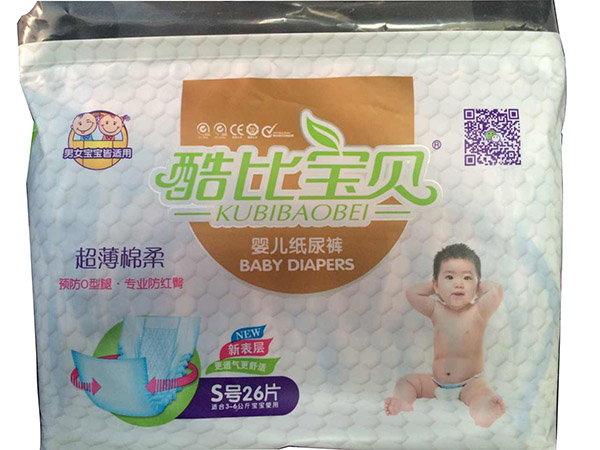 男女宝宝皆适用
酷比宝贝®
KUBIBAOBEI
婴儿纸尿裤
BABY DIAPERS
超薄棉柔
预防O型腿·专业防红臀
NEW
新表层
更透气更舒适
S号26片
适合3-6公斤宝宝使用